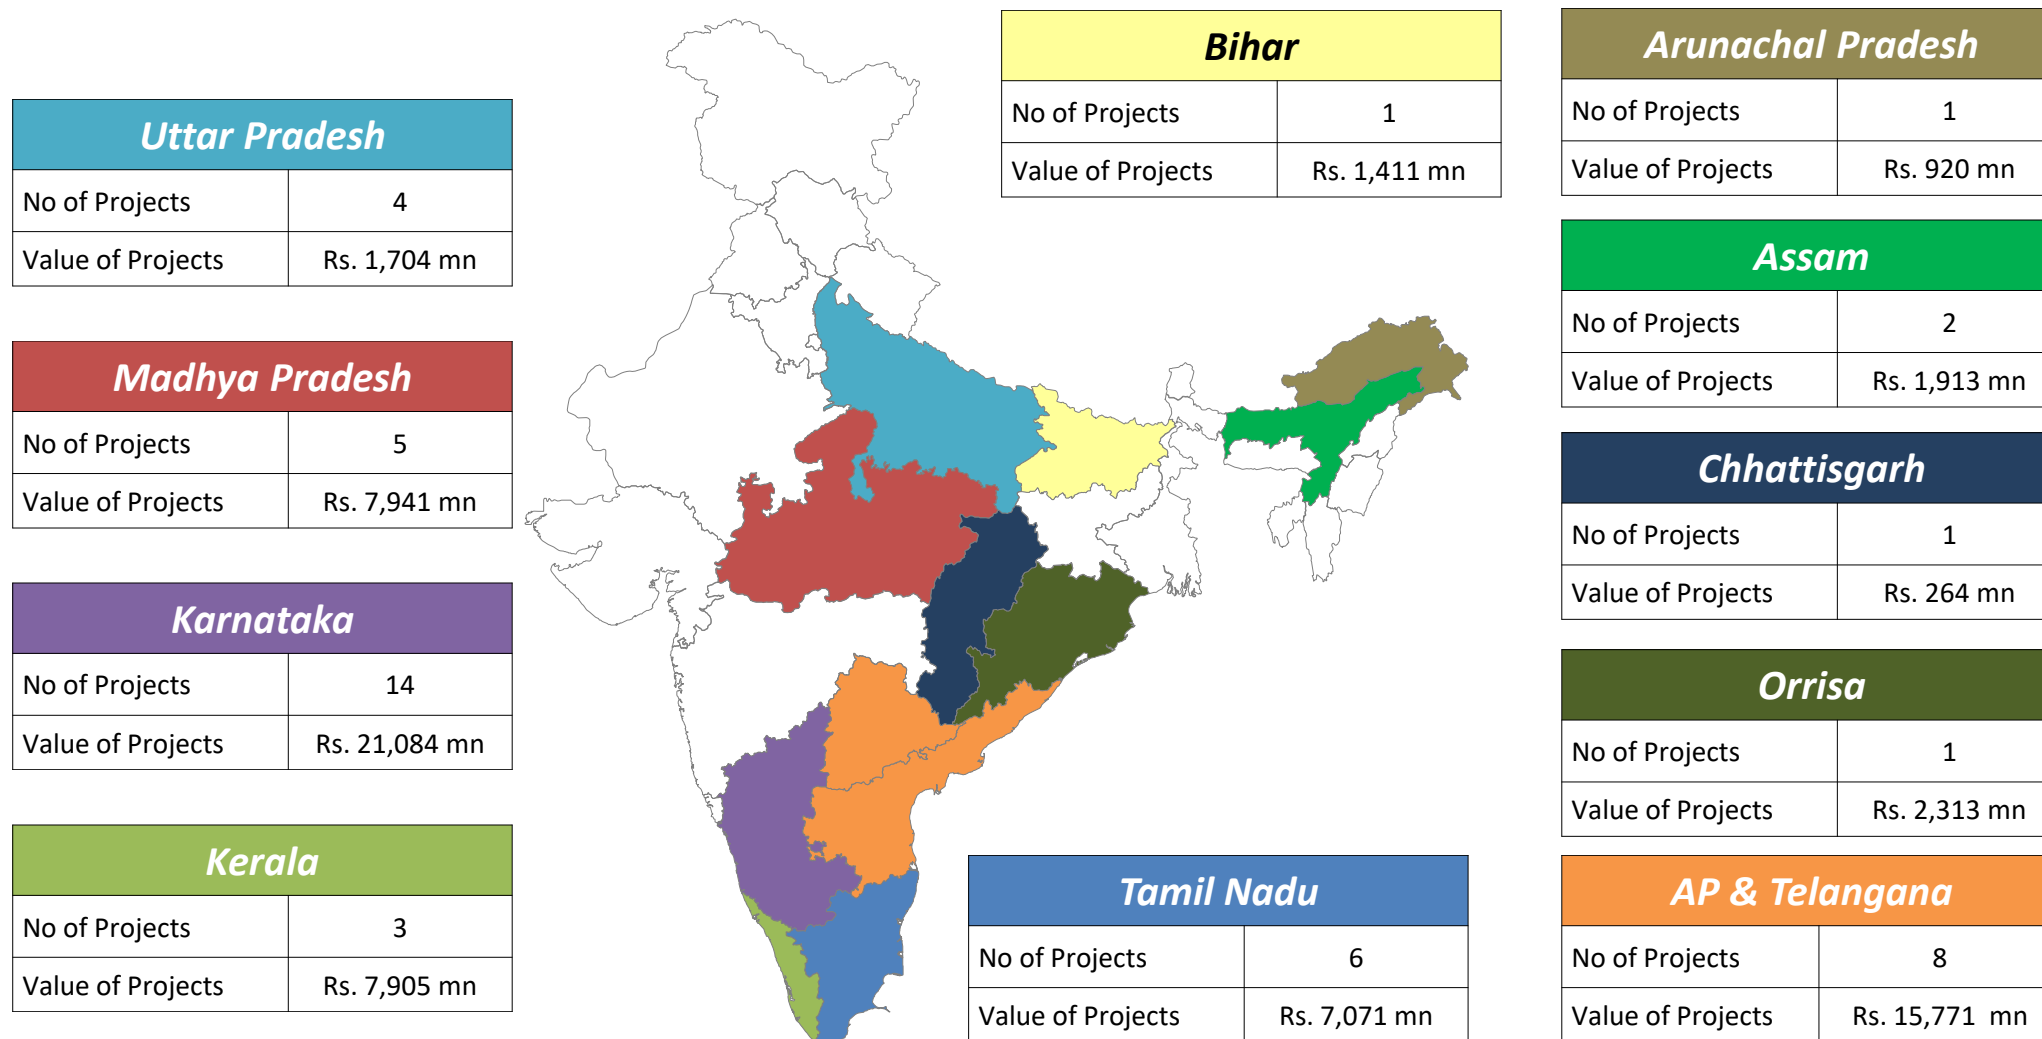 Uttar Pradesh
No of Projects 4
Value of Projects Rs. 1,704 mn
Madhya Pradesh
No of Projects 5
Value of Projects Rs. 7,941 mn
Karnataka
No of Projects 14
Value of Projects Rs. 21,084 mn
Kerala
No of Projects 3
Value of Projects Rs. 7,905 mn
Bihar
No of Projects 1
Value of Projects Rs. 1,411 mn
Tamil Nadu
No of Projects 6
Value of Projects Rs. 7,071 mn
Arunachal Pradesh
No of Projects 1
Value of Projects Rs. 920 mn
Assam
No of Projects 2
Value of Projects Rs. 1,913 mn
Chhattisgarh
No of Projects 1
Value of Projects Rs. 264 mn
Orrisa
No of Projects 1
Value of Projects Rs. 2,313 mn
AP & Telangana
No of Projects 8
Value of Projects Rs. 15,771 mn